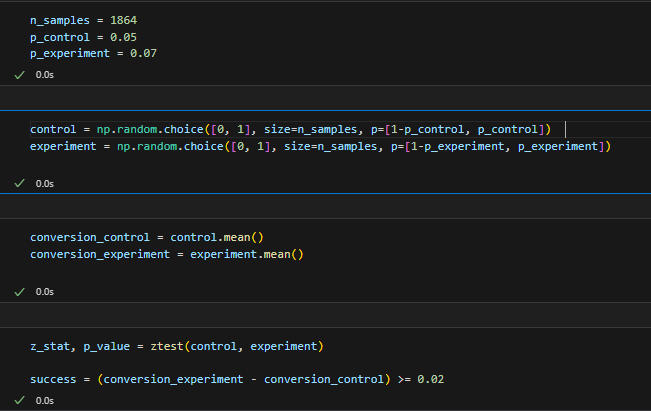 n_samples = 1864
p_control = 0.05
p_experiment = 0.07
0.0s
control = np.random.choice([0, 1], size=n_samples, p=[1-p_control, p_control])
experiment = np.random.choice([0, 1], size=n_samples, p=[1-p_experiment, p_experiment])
0.0s
conversion_control = control.mean()
conversion_experiment = experiment.mean()
0.0s
z_stat, p_value = ztest(control, experiment)
success = (conversion_experiment - conversion_control) >= 0.02
0.0s